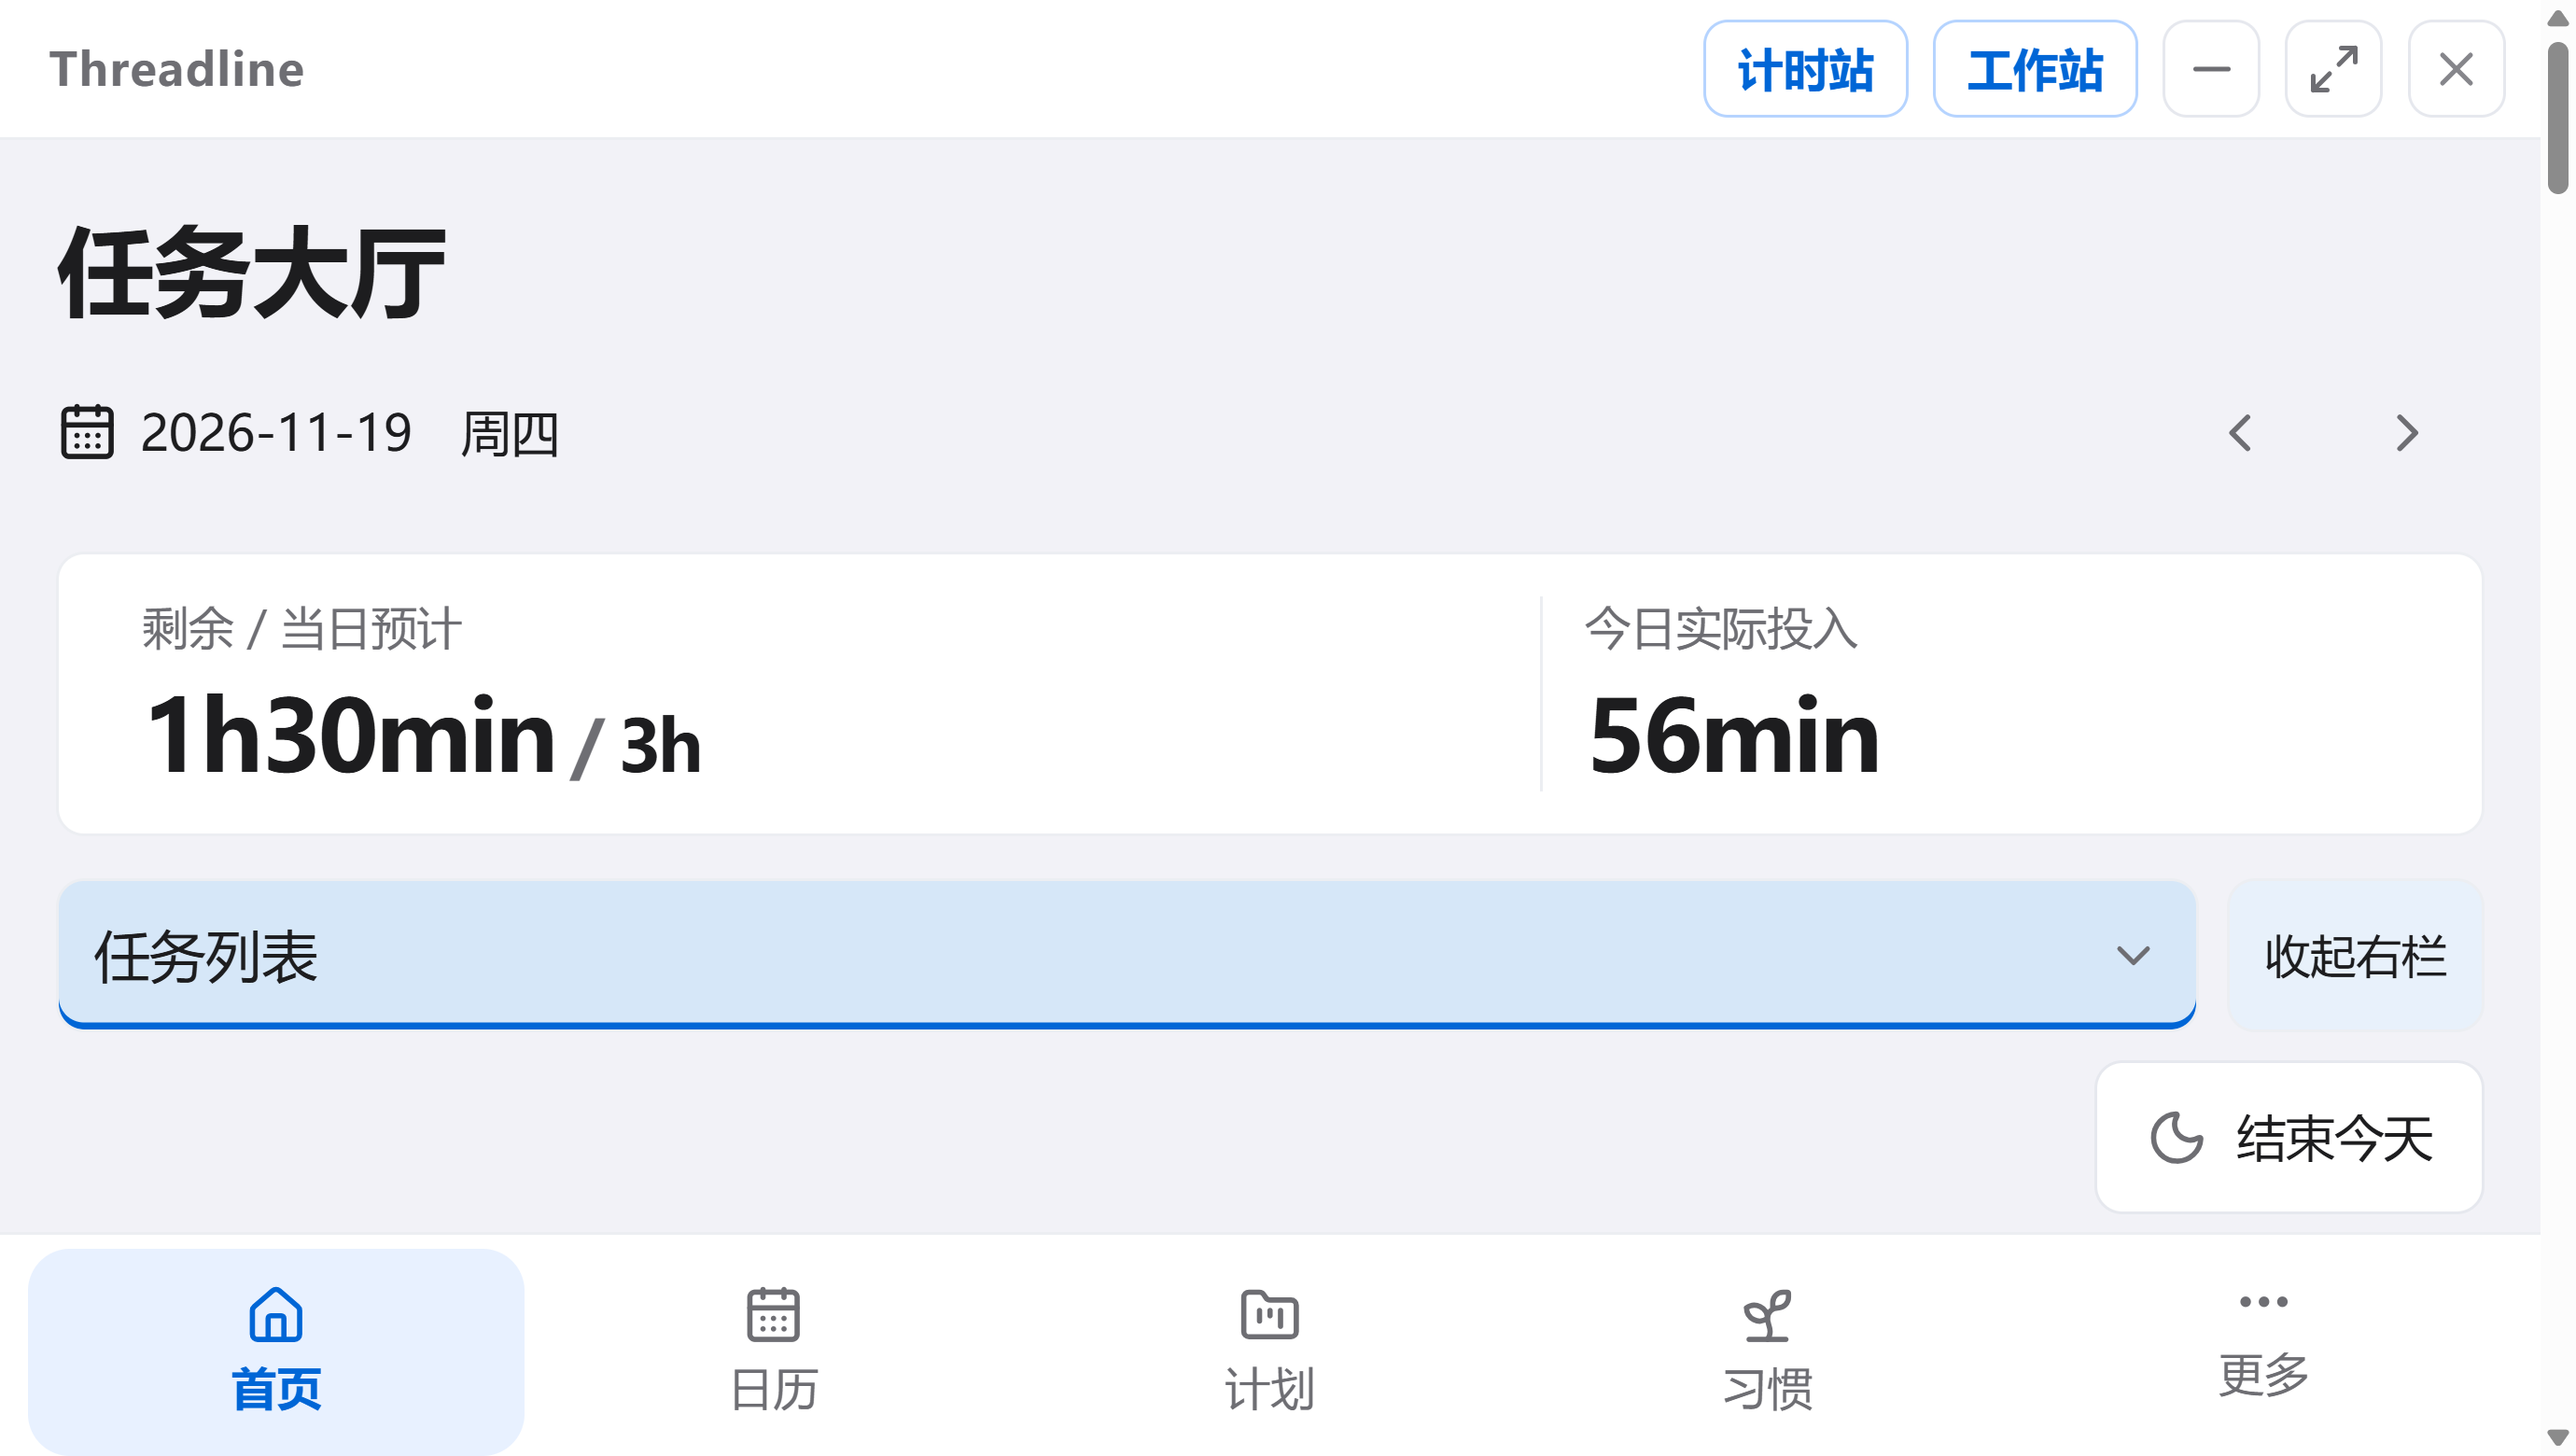 Threadline
计时站
工作站
任务大厅
2026-11-19 周四
剩余 / 当日预计
1h30min / 3h
今日实际投入
56min
任务列表
收起右栏
结束今天
首页
日历
计划
习惯
更多